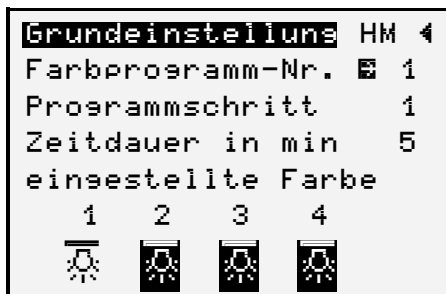 Grundeinstellung HM
Farbprogramm-Nr. E 1
Programmschritt 1
Zeitdauer in min 5
eingestellte Farbe
1 2 3 4